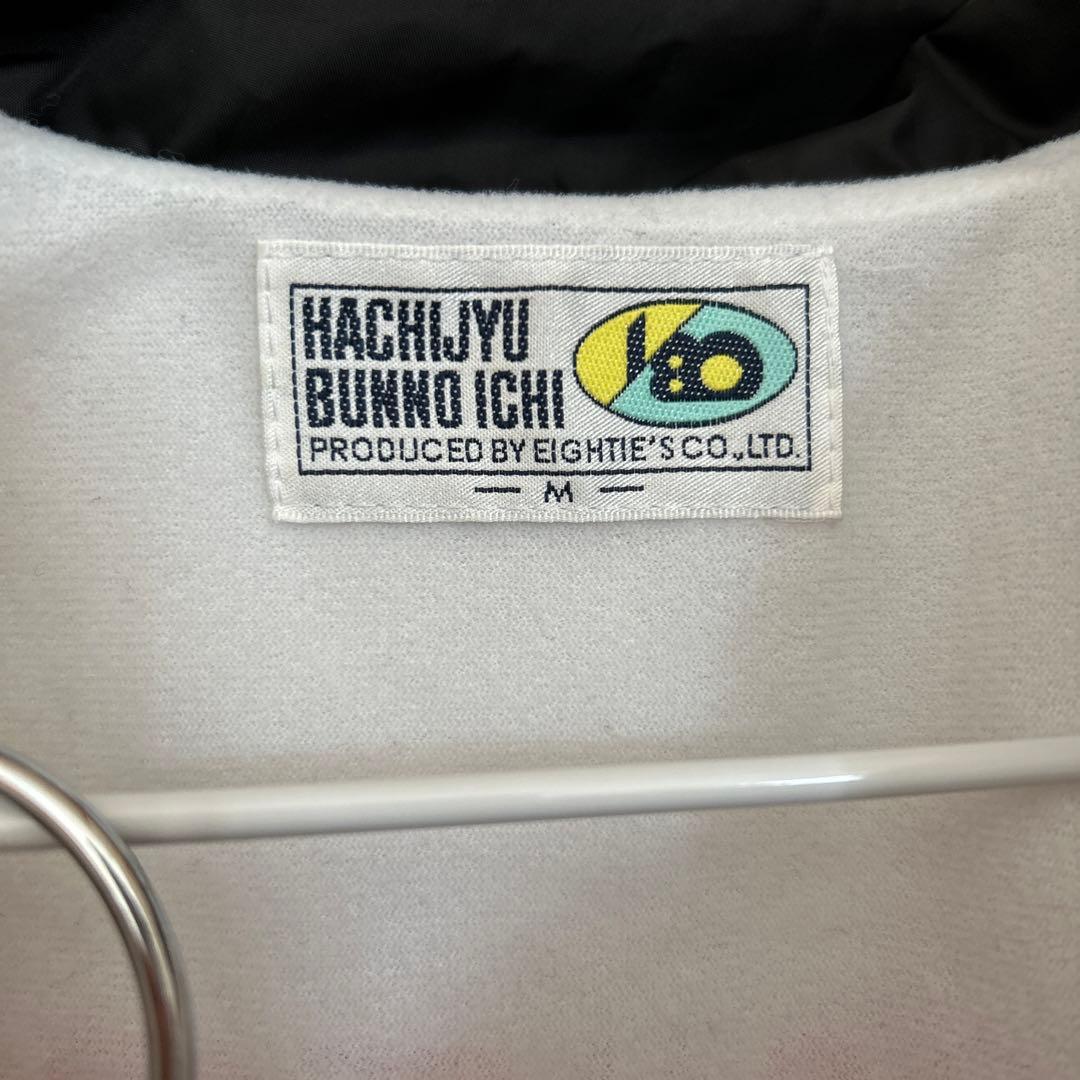 HACHIJYU
BUNNO ICHI
1/80
PRODUCED BY EIGHTIE'S CO.,LTD.
— M —